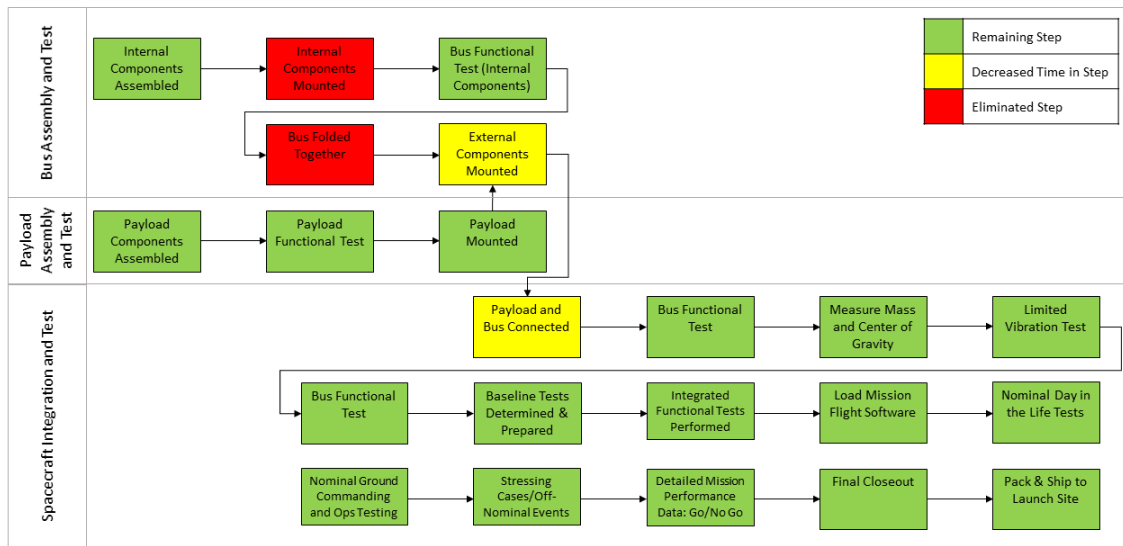 Bus Assembly and Test
Internal
Components
Assembled
Internal
Components
Mounted
Bus Functional
Test (Internal
Components)
Remaining Step
Decreased Time in Step
Eliminated Step
Bus Folded
Together
External
Components
Mounted
Payload
Assembly
and Test
Payload
Components
Assembled
Payload
Functional Test
Payload
Mounted
Spacecraft Integration and Test
Payload and
Bus Connected
Bus Functional
Test
Measure Mass
and Center of
Gravity
Limited
Vibration Test
Bus Functional
Test
Baseline Tests
Determined &
Prepared
Integrated
Functional Tests
Performed
Load Mission
Flight Software
Nominal Day in
the Life Tests
Nominal Ground
Commanding
and Ops Testing
Stressing
Cases/Off-
Nominal Events
Detailed Mission
Performance
Data: Go/No Go
Final Closeout
Pack & Ship to
Launch Site